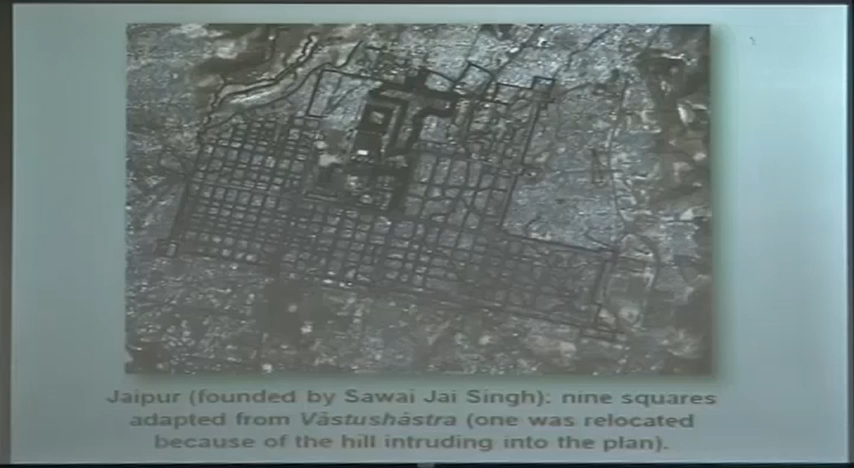 Jaipur (founded by Sawai Jai Singh): nine squares
adapted from Vāstushāstra (one was relocated
because of the hill intruding into the plan).